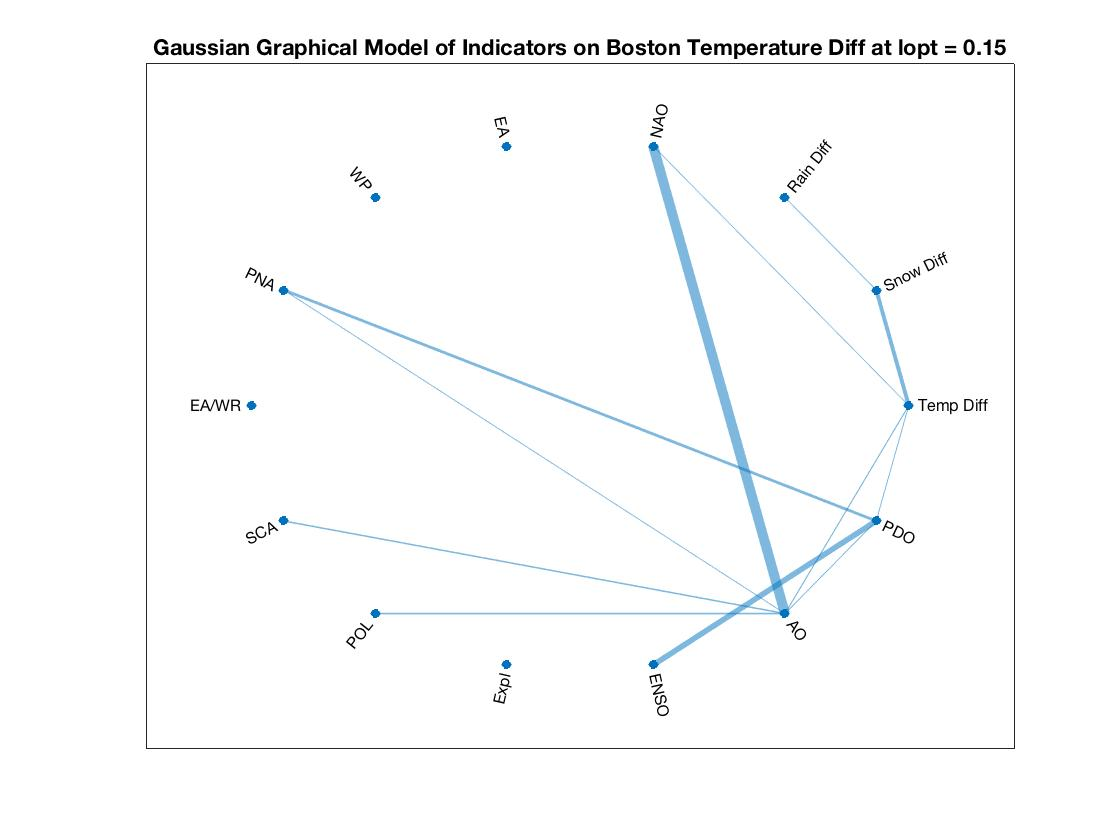 Gaussian Graphical Model of Indicators on Boston Temperature Diff at lopt = 0.15
NAO
EA
Rain Diff
WP
Snow Diff
PNA
EA/WR
Temp Diff
SCA
PDO
POL
AO
Expl
ENSO